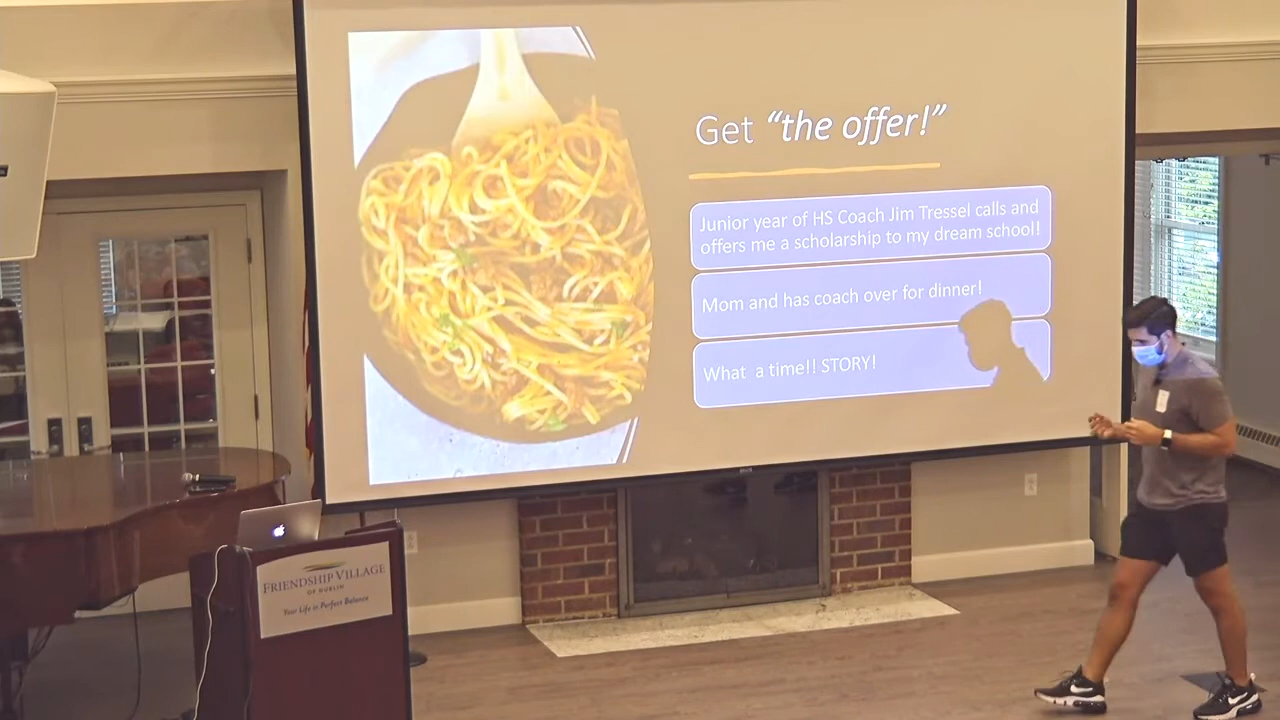 Get “the offer!”
Junior year of HS Coach Jim Tressel calls and
offers me a scholarship to my dream school!
Mom and has coach over for dinner!
What a time!! STORY!
FRIENDSHIP VILLAGE
OF DUBLIN
Your Life in Perfect Balance